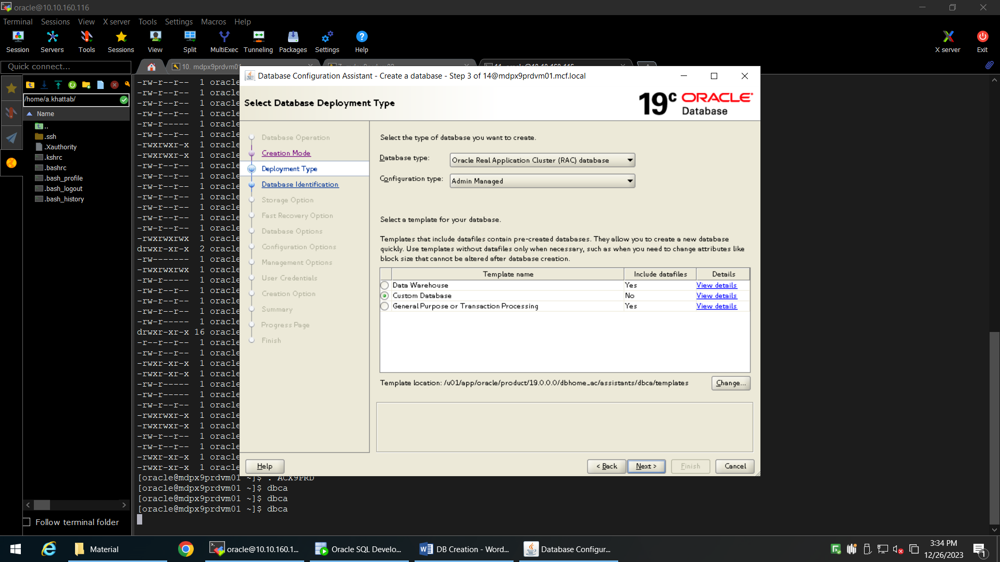 oracle@10.10.160.116
Terminal Sessions View X server Tools Settings Macros Help
Session Servers Tools Sessions View Split MultiExec Tunneling Packages Settings Help X server Exit
Quick connect...
10. mdpx9prdvm01
/home/a.khattab/
Name
..
.ssh
.Xauthority
.kshrc
.bashrc
.bash_profile
.bash_logout
.bash_history
Follow terminal folder
-rw-r--r-- 1 oracle
-rw-r--r-- 1 oracle
-rw-r--r-- 1 oracle
-rw-r--r-- 1 oracle
-rw-r----- 1 oracle
-rw-r--r-- 1 oracle
-rwxrwxr-x 1 oracle
-rwxrwxr-x 1 oracle
-rw-r--r-- 1 oracle
-rw-r--r-- 1 oracle
-rw-r--r-- 1 oracle
-rw-r--r-- 1 oracle
-rw-r--r-- 1 oracle
-rw-r--r-- 1 oracle
-rw-r--r-- 1 oracle
-rwxrwxrwx 1 oracle
drwxr-xr-x 2 oracle
-rw------- 1 oracle
-rwxrwxrwx 1 oracle
-rw-r----- 1 oracle
-rw-r--r-- 1 oracle
-rw-r--r-- 1 oracle
-rw-r--r-- 1 oracle
-rw-r----- 1 oracle
drwxr-xr-x 16 oracle
-r--r--r-- 1 oracle
-rw-r--r-- 1 oracle
-rwxr-xr-x 1 oracle
-rwxr-xr-x 1 oracle
-rw-r----- 1 oracle
-rw-r----- 1 oracle
-rw-r--r-- 1 oracle
-rwxrwxr-x 1 oracle
-rwxrwxr-x 1 oracle
-rw-r--r-- 1 oracle
-rw-r--r-- 1 oracle
-rwxr-xr-x 1 oracle
-rwxr-xr-x 1 oracle
[oracle@mdpx9prdvm01 ~]$ . ACX9PRD
[oracle@mdpx9prdvm01 ~]$ dbca
[oracle@mdpx9prdvm01 ~]$ dbca
[oracle@mdpx9prdvm01 ~]$ dbca
Database Configuration Assistant - Create a database - Step 3 of 14@mdpx9prdvm01.mcf.local
Select Database Deployment Type
19c ORACLE
Database
Database Operation
Creation Mode
Deployment Type
Database Identification
Storage Option
Fast Recovery Option
Database Options
Configuration Options
Management Options
User Credentials
Creation Option
Summary
Progress Page
Finish
Select the type of database you want to create.
Database type: Oracle Real Application Cluster (RAC) database
Configuration type: Admin Managed
Select a template for your database.
Templates that include datafiles contain pre-created databases. They allow you to create a new database
quickly. Use templates without datafiles only when necessary, such as when you need to change attributes like
block size that cannot be altered after database creation.
Template name Include datafiles Details
Data Warehouse Yes View details
Custom Database No View details
General Purpose or Transaction Processing Yes View details
Template location: /u01/app/oracle/product/19.0.0.0/dbhome_ac/assistants/dbca/templates Change...
Help < Back Next > Finish Cancel
Material
oracle@10.10.160.1...
Oracle SQL Develo...
DB Creation - Word...
Database Configur...
3:34 PM
12/26/2023
1